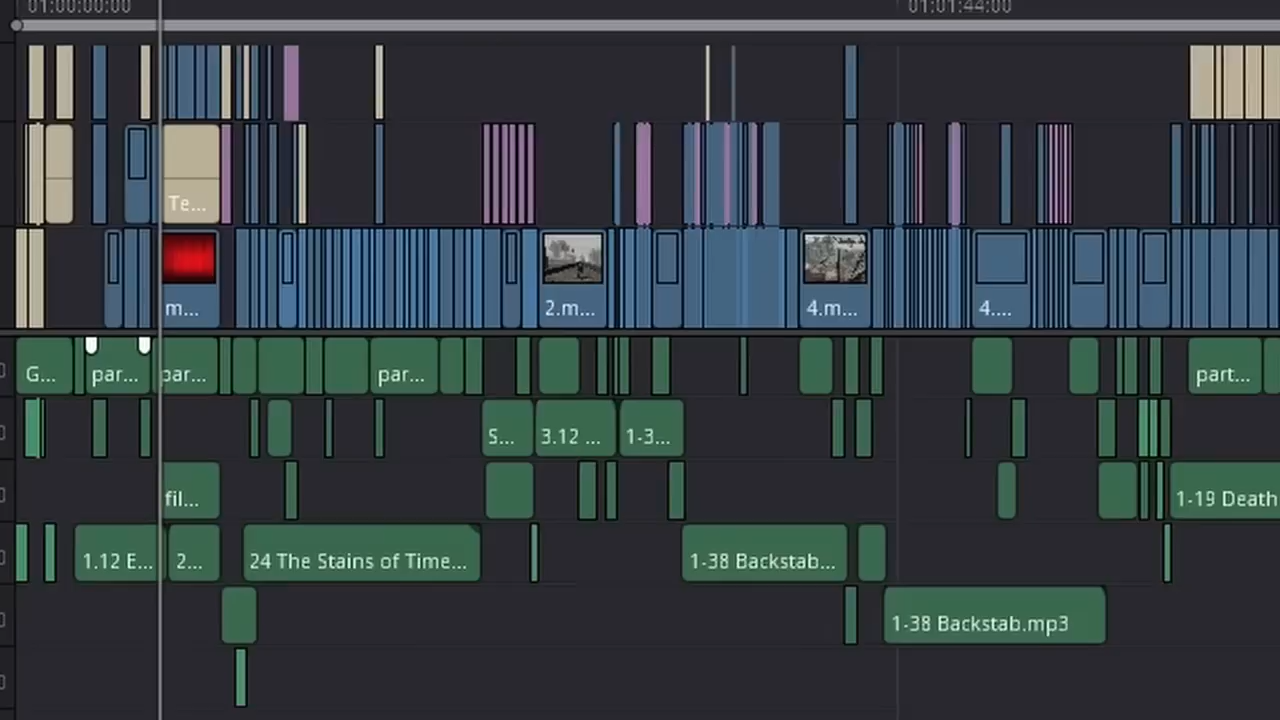 01:00:00:00
01:01:44:00
Te...
m...
2.m...
4.m...
4....
G...
par...
par...
par...
part...
S...
3.12 ...
1-3...
fil...
1-19 Death
1.12 E...
2...
24 The Stains of Time...
1-38 Backstab...
1-38 Backstab.mp3